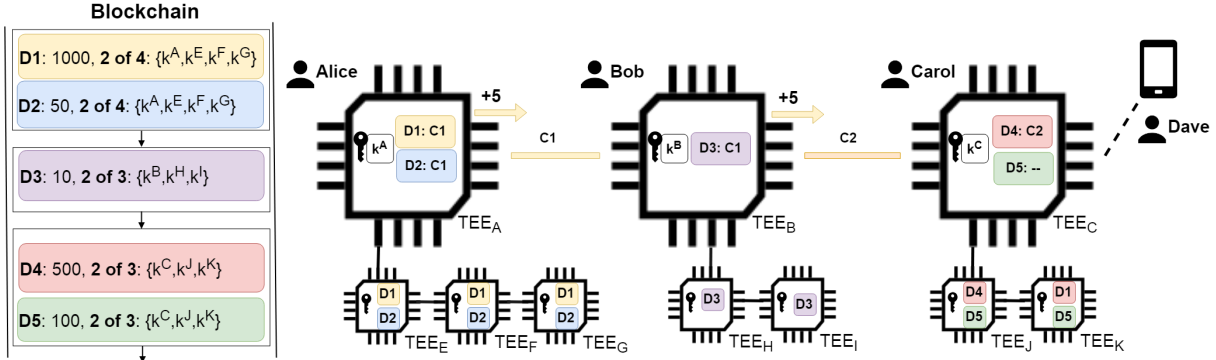 Blockchain
D1: 1000, 2 of 4: {k^A,k^E,k^F,k^G}
D2: 50, 2 of 4: {k^A,k^E,k^F,k^G}
D3: 10, 2 of 3: {k^B,k^H,k^I}
D4: 500, 2 of 3: {k^C,k^J,k^K}
D5: 100, 2 of 3: {k^C,k^J,k^K}
Alice
k^A
D1: C1
D2: C1
TEE_A
+5
C1
Bob
k^B
D3: C1
TEE_B
+5
C2
Carol
k^C
D4: C2
D5: --
TEE_C
Dave
D1
D2
TEE_E
D1
D2
TEE_F
D1
D2
TEE_G
D3
TEE_H
D3
TEE_I
D4
D5
TEE_J
D1
D5
TEE_K